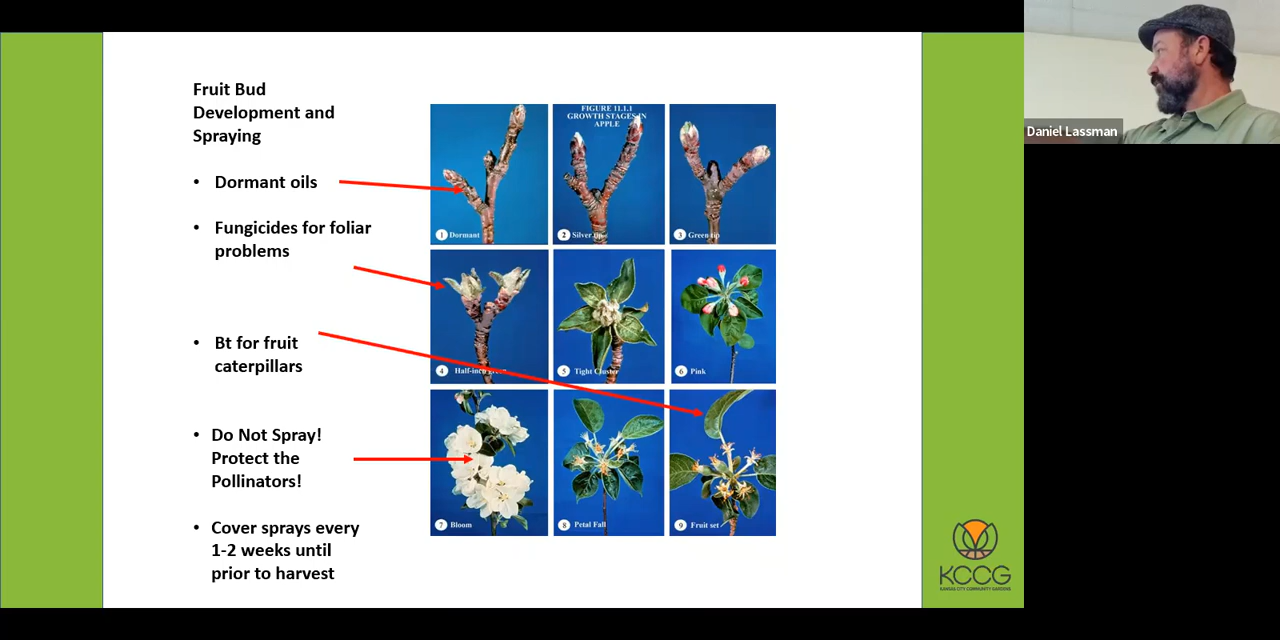 Fruit Bud
Development and
Spraying
• Dormant oils
• Fungicides for foliar
problems
• Bt for fruit
caterpillars
• Do Not Spray!
Protect the
Pollinators!
• Cover sprays every
1-2 weeks until
prior to harvest
FIGURE 11.1.1
GROWTH STAGES IN
APPLE
1 Dormant
2 Silver tip
3 Green tip
4 Half-inch green
5 Tight Cluster
6 Pink
7 Bloom
8 Petal Fall
9 Fruit set
KCCG
KANSAS CITY COMMUNITY GARDENS
Daniel Lassman